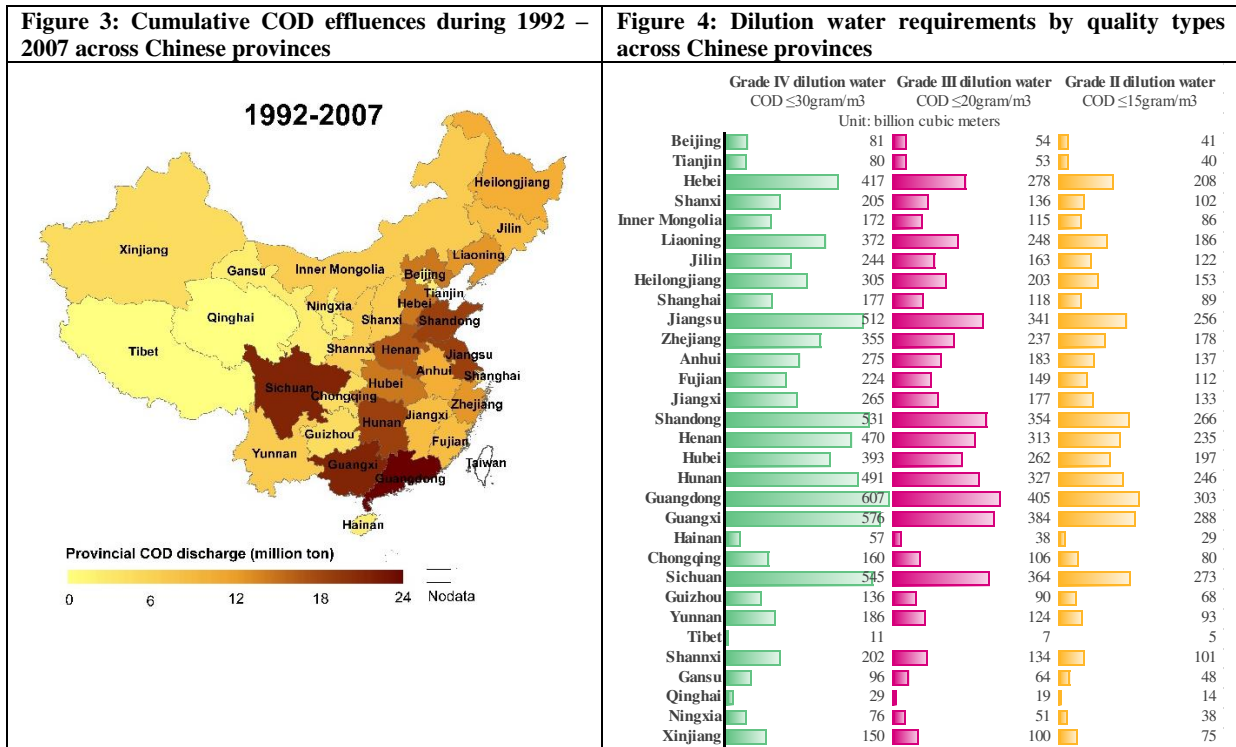 Figure 3: Cumulative COD effluences during 1992 –
2007 across Chinese provinces
1992-2007
Heilongjiang
Jilin
Xinjiang
Liaoning
Gansu
Inner Mongolia
Beijing
Tianjin
Ningxia
Hebei
Qinghai
Shanxi
Shandong
Tibet
Shannxi
Henan
Jiangsu
Anhui
Shanghai
Sichuan
Hubei
Chongqing
Zhejiang
Hunan
Jiangxi
Guizhou
Fujian
Yunnan
Guangxi
Taiwan
Guangdong
Hainan
Provincial COD discharge (million ton)
0 6 12 18 24 Nodata
Figure 4: Dilution water requirements by quality types
across Chinese provinces
Grade IV dilution water Grade III dilution water Grade II dilution water
COD ≤30gram/m3 COD ≤20gram/m3 COD ≤15gram/m3
Unit: billion cubic meters
Beijing 81 54 41
Tianjin 80 53 40
Hebei 417 278 208
Shanxi 205 136 102
Inner Mongolia 172 115 86
Liaoning 372 248 186
Jilin 244 163 122
Heilongjiang 305 203 153
Shanghai 177 118 89
Jiangsu 512 341 256
Zhejiang 355 237 178
Anhui 275 183 137
Fujian 224 149 112
Jiangxi 265 177 133
Shandong 531 354 266
Henan 470 313 235
Hubei 393 262 197
Hunan 491 327 246
Guangdong 607 405 303
Guangxi 576 384 288
Hainan 57 38 29
Chongqing 160 106 80
Sichuan 545 364 273
Guizhou 136 90 68
Yunnan 186 124 93
Tibet 11 7 5
Shannxi 202 134 101
Gansu 96 64 48
Qinghai 29 19 14
Ningxia 76 51 38
Xinjiang 150 100 75